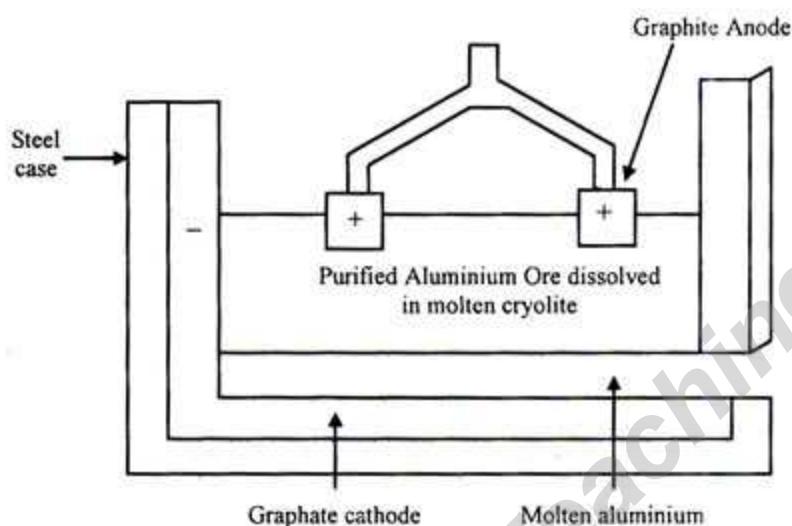 Graphite Anode
Steel
case
+
+
−
Purified Aluminium Ore dissolved
in molten cryolite
Graphate cathode
Molten aluminium